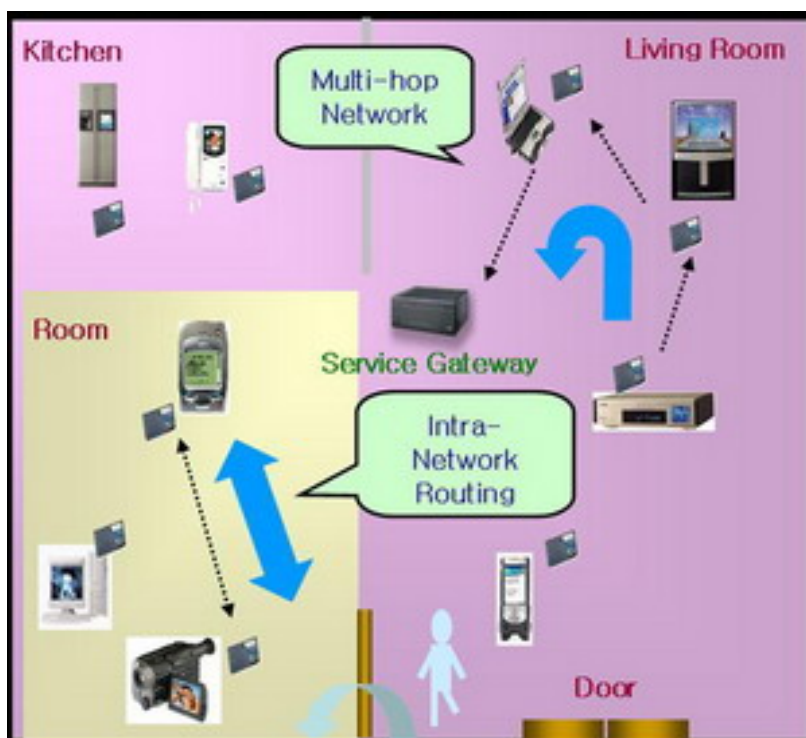 Kitchen
Living Room
Multi-hop
Network
Room
Service Gateway
Intra-
Network
Routing
Door